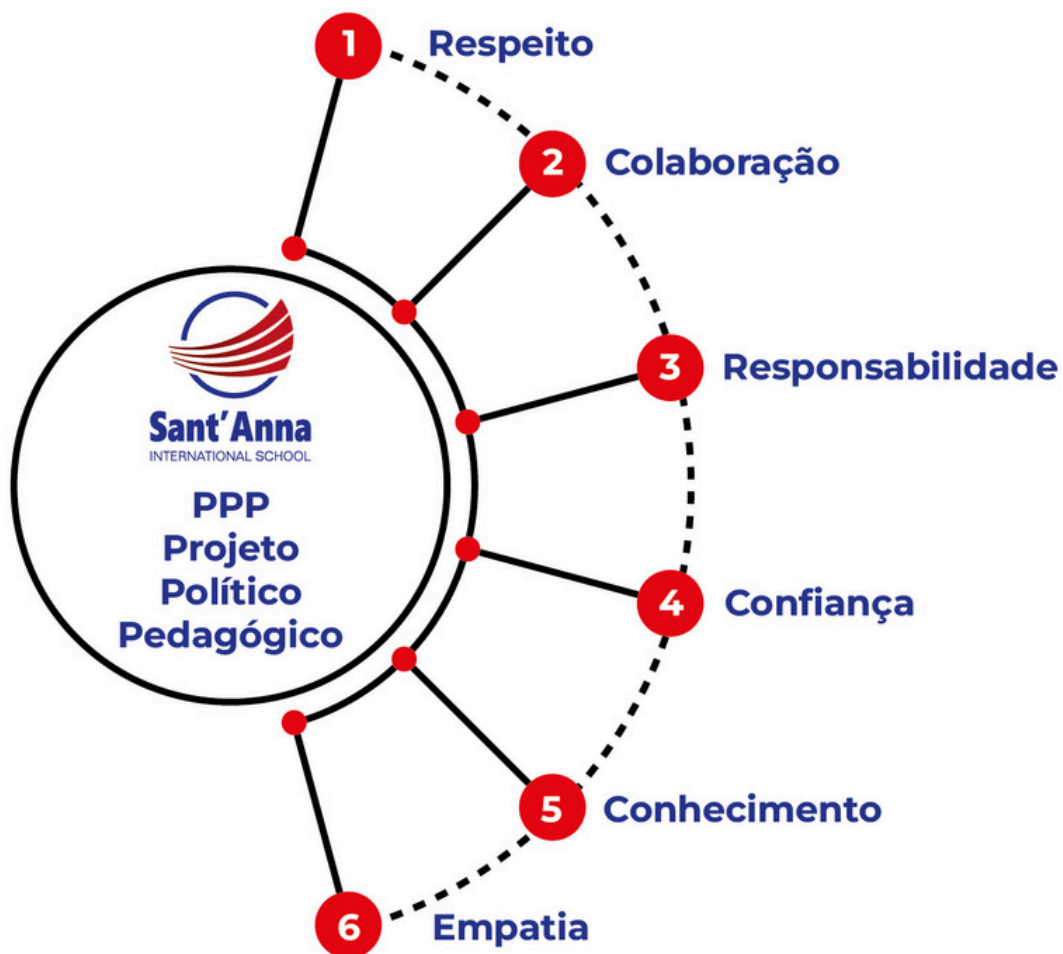 1 Respeito
2 Colaboração
3 Responsabilidade
4 Confiança
5 Conhecimento
6 Empatia
Sant'Anna
INTERNATIONAL SCHOOL
PPP
Projeto
Político
Pedagógico